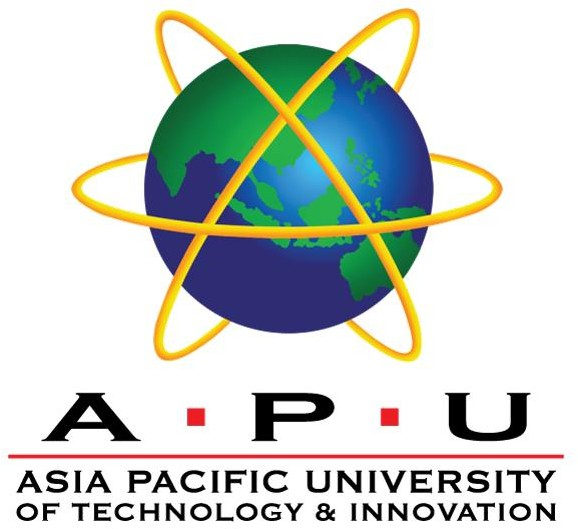 A ▪ P ▪ U
ASIA PACIFIC UNIVERSITY
OF TECHNOLOGY & INNOVATION